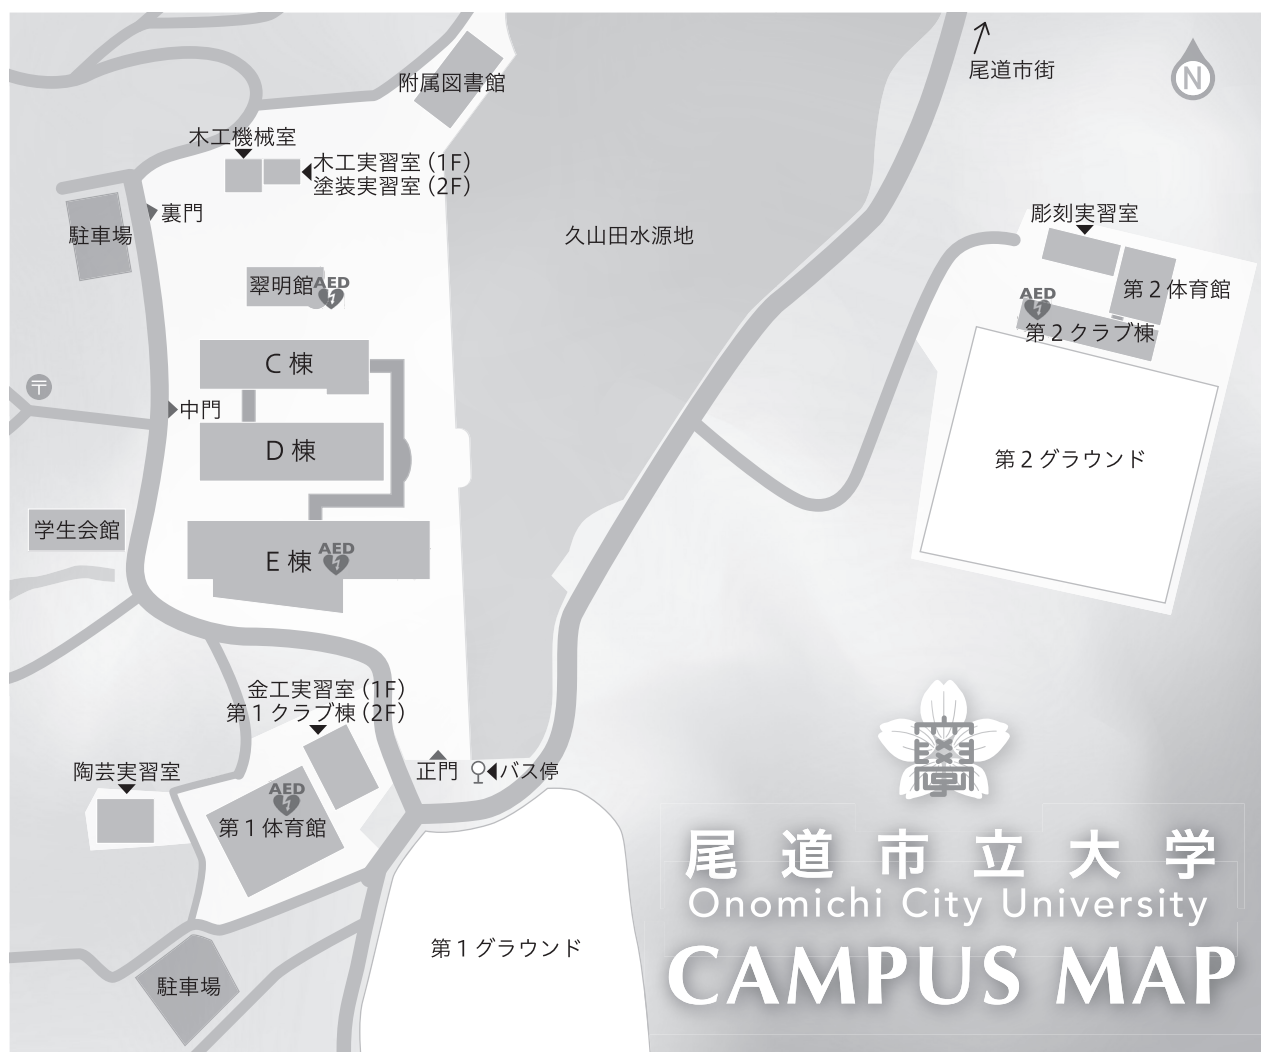 尾道市街
N
附属図書館
木工機械室
木工実習室（1F）
塗装実習室（2F）
裏門
駐車場
久山田水源地
彫刻実習室
翠明館
AED
第2体育館
AED
第2クラブ棟
C棟
〒
中門
D棟
第2グラウンド
学生会館
E棟
AED
金工実習室（1F）
第1クラブ棟（2F）
陶芸実習室
正門
バス停
AED
第1体育館
學
尾道市立大学
Onomichi City University
第1グラウンド
CAMPUS MAP
駐車場